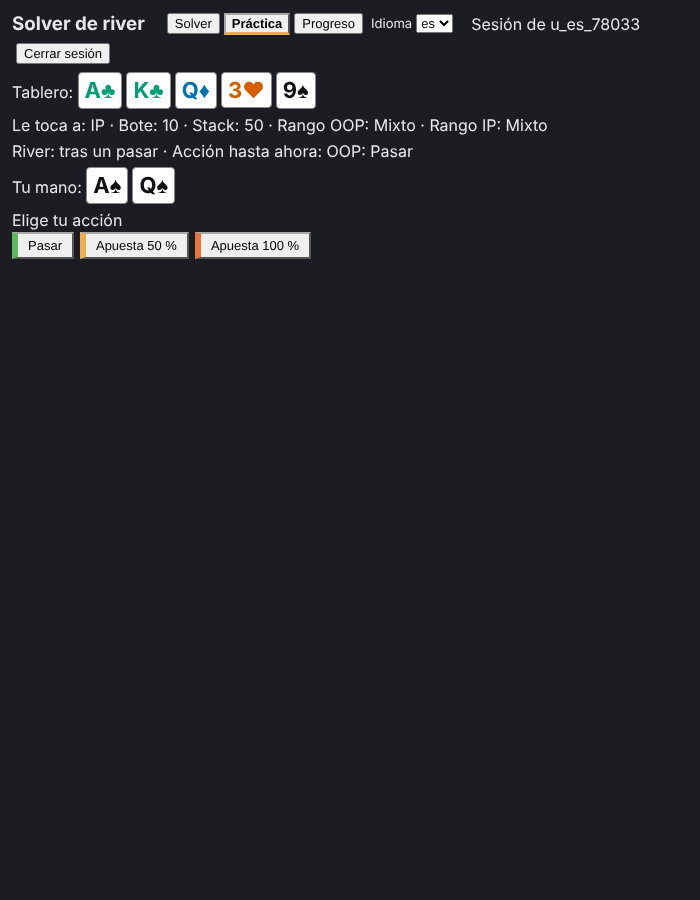 Solver de river Solver Práctica Progreso Idioma es Sesión de u_es_78033
Cerrar sesión
Tablero: A♣ K♣ Q♦ 3♥ 9♠
Le toca a: IP · Bote: 10 · Stack: 50 · Rango OOP: Mixto · Rango IP: Mixto
River: tras un pasar · Acción hasta ahora: OOP: Pasar
Tu mano: A♠ Q♠
Elige tu acción
Pasar Apuesta 50 % Apuesta 100 %